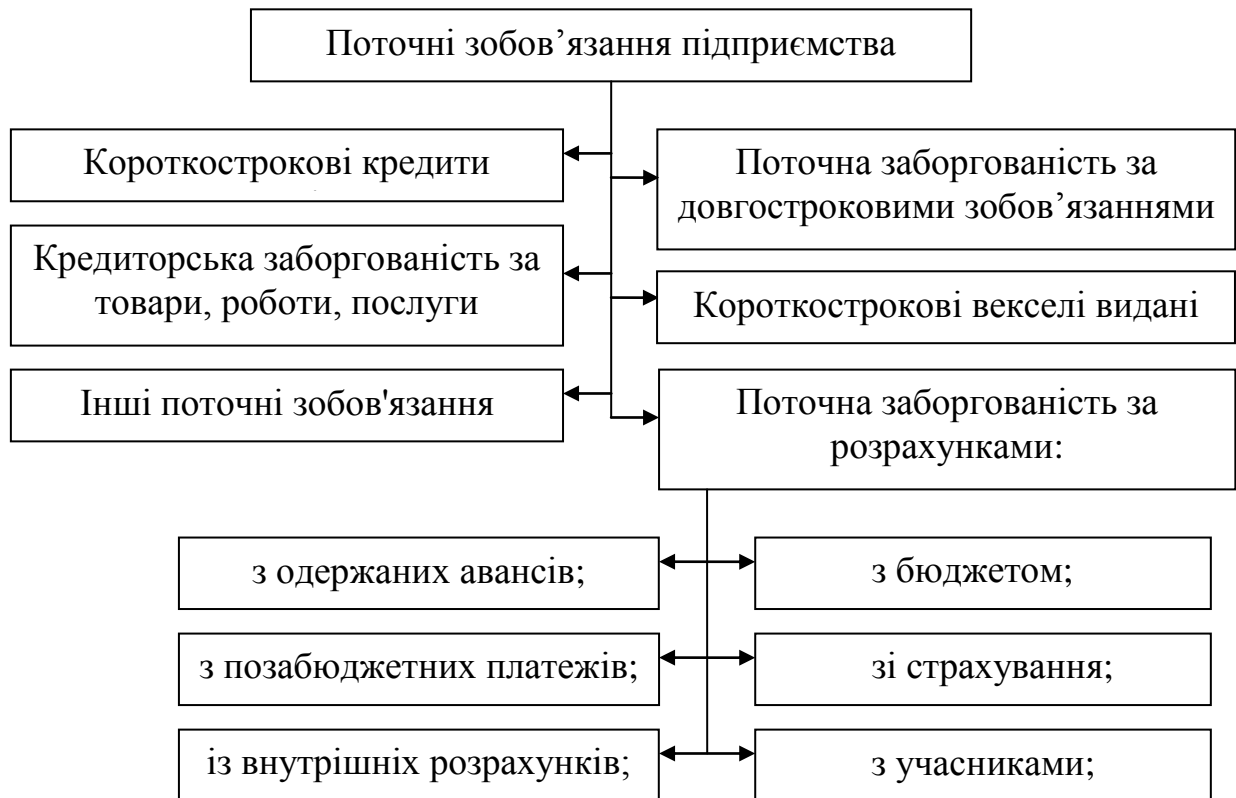 Поточні зобов’язання підприємства
Короткострокові кредити
Поточна заборгованість за
довгостроковими зобов’язаннями
Кредиторська заборгованість за
товари, роботи, послуги
Короткострокові векселі видані
Інші поточні зобов'язання
Поточна заборгованість за
розрахунками:
з одержаних авансів;
з бюджетом;
з позабюджетних платежів;
зі страхування;
із внутрішніх розрахунків;
з учасниками;